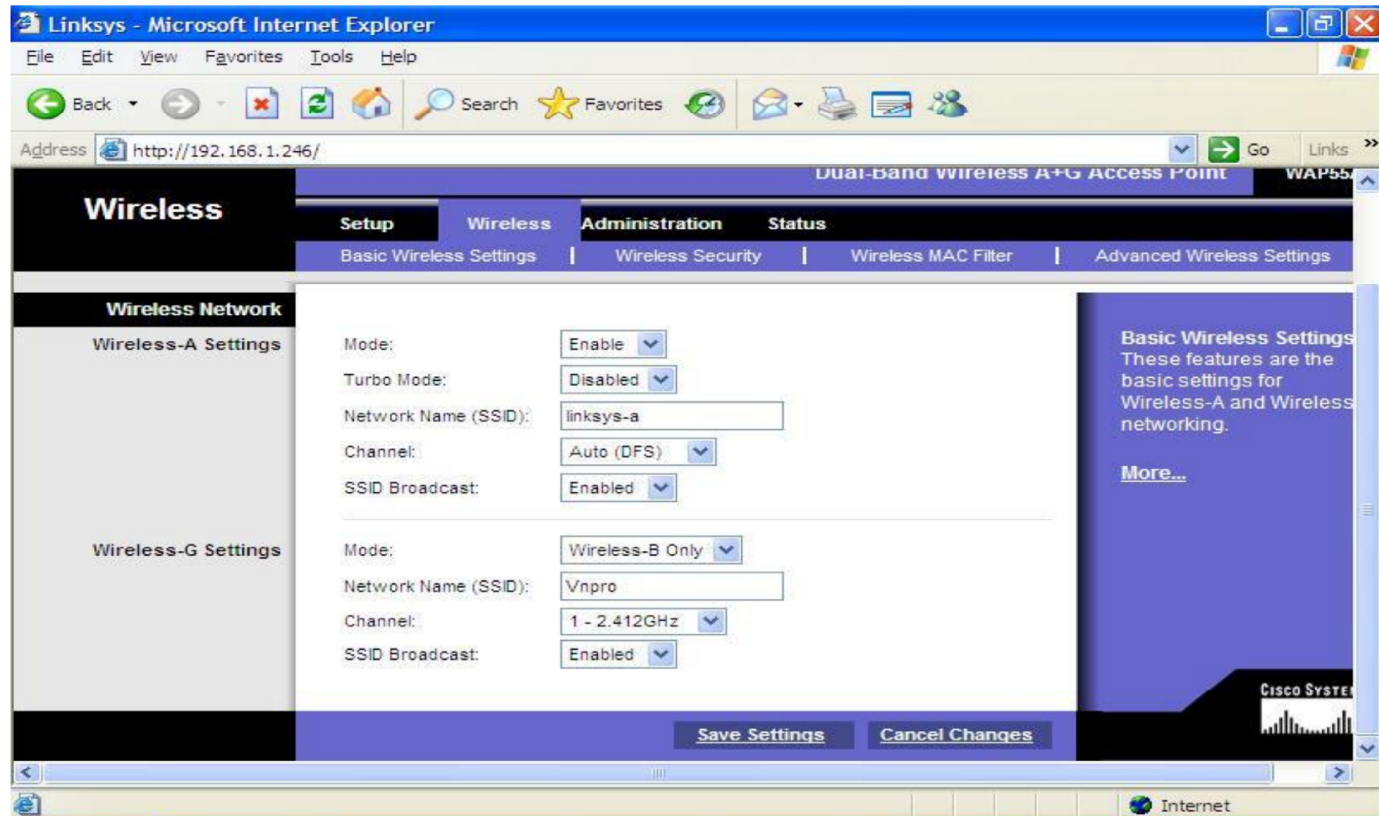 Linksys - Microsoft Internet Explorer
File Edit View Favorites Tools Help
Back Search Favorites
Address http://192.168.1.246/ Go Links »
Dual-Band Wireless A+G Access Point WAP55
Wireless
Setup Wireless Administration Status
Basic Wireless Settings | Wireless Security | Wireless MAC Filter | Advanced Wireless Settings
Wireless Network
Wireless-A Settings
Mode: Enable
Turbo Mode: Disabled
Network Name (SSID): linksys-a
Channel: Auto (DFS)
SSID Broadcast: Enabled
Wireless-G Settings
Mode: Wireless-B Only
Network Name (SSID): Vnpro
Channel: 1 - 2.412GHz
SSID Broadcast: Enabled
Basic Wireless Settings
These features are the
basic settings for
Wireless-A and Wireless
networking.
More...
CISCO SYSTE
Save Settings Cancel Changes
Internet